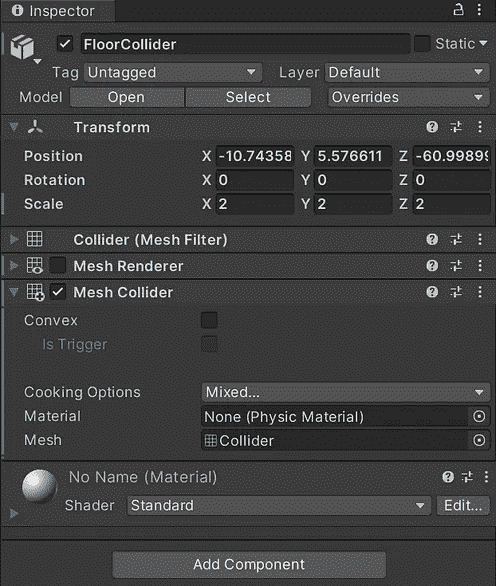 Inspector
FloorCollider Static
Tag Untagged Layer Default
Model Open Select Overrides
Transform
Position X -10.74358 Y 5.576611 Z -60.9989
Rotation X 0 Y 0 Z 0
Scale X 2 Y 2 Z 2
Collider (Mesh Filter)
Mesh Renderer
Mesh Collider
Convex
Is Trigger
Cooking Options Mixed...
Material None (Physic Material)
Mesh Collider
No Name (Material)
Shader Standard Edit...
Add Component